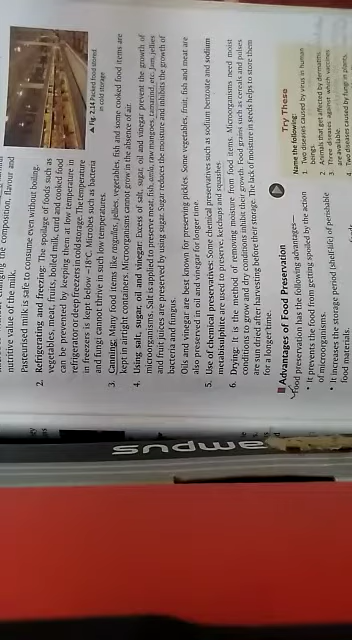 changing the composition, flavour and
nutritive value of the milk.
Pasteurised milk is safe to consume even without boiling.
2. Refrigerating and freezing: The spoilage of foods such as
vegetables, meat, fruits, boiled milk, cooked and uncooked food
can be prevented by keeping them at low temperature in
refrigerator or deep freezers in cold storage. The temperature
in freezers is kept below −18°C. Microbes such as bacteria
and fungi cannot thrive in such low temperatures.
▲ Fig. 2.14 Packed food stored
in cold storage
3. Canning: Many food items like rasgullas, jellies, vegetables, fish and some cooked food items are
kept in airtight containers. Microorganisms do not grow in the absence of air.
4. Using salt, sugar, oil and vinegar: Excess of salt, sugar, oil and vinegar prevent the growth of
microorganisms. Salt is applied to preserve meat, fish, amla, raw mangoes, tamarind, etc. Jam, jellies
and fruit juices are preserved by using sugar. Sugar reduces the moisture and inhibits the growth of
bacteria and fungus.
Oils and vinegar are best known for preserving pickles. Some vegetables, fruit, fish and meat are
also preserved in oil and vinegar for longer time.
5. Use of chemical preservatives: Some chemical preservatives such as sodium benzoate and sodium
metabisulphite are used to preserve, ketchups and squashes.
6. Drying: It is the method of removing moisture from food items. Microorganisms need moist
conditions to grow and dry conditions inhibit their growth. Food grains such as cereals and pulses
are sun dried after harvesting before their storage. The lack of moisture in seeds helps to store them
for a longer time.
Advantages of Food Preservation
Food preservation has the following advantages—
• It prevents the food from getting spoiled by the action
of microorganisms.
• It increases the storage period (shelf-life) of perishable
food materials.
Try These
Name the following.
1. Two diseases caused by virus in human
beings.
2. Animals that get affected by dermatitis.
3. Three diseases against which vaccines
are available.
4. Two diseases caused by fungi in plants.
ampus